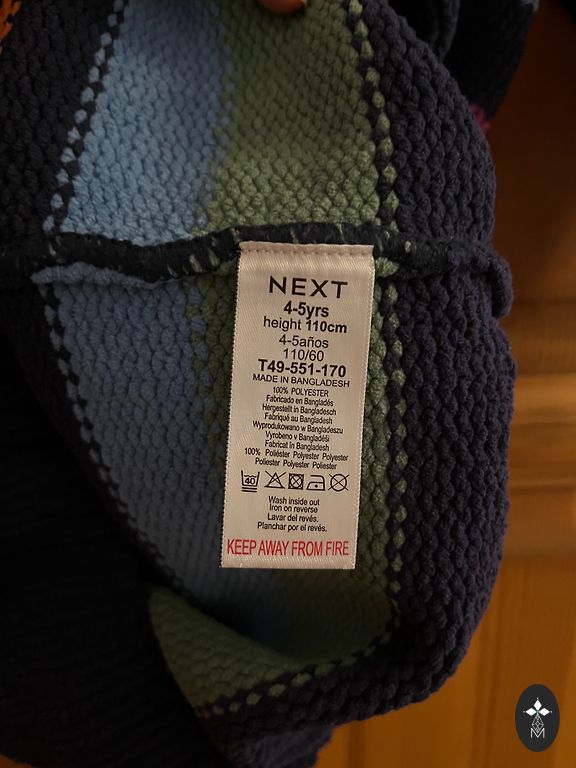 NEXT
4-5yrs
height 110cm
4-5años
110/60
T49-551-170
MADE IN BANGLADESH
100% POLYESTER
Fabricado en Bangladés
Hergestellt in Bangladesch
Fabriqué au Bangladesh
Wyprodukowano w Bangladeszu
Vyrobeno v Bangladéši
Fabricat în Bangladesh
100% Poliéster Polyester Polyester
Poliester Polyester Poliester
40
Wash inside out
Iron on reverse
Lavar del revés.
Planchar por el revés.
KEEP AWAY FROM FIRE
M